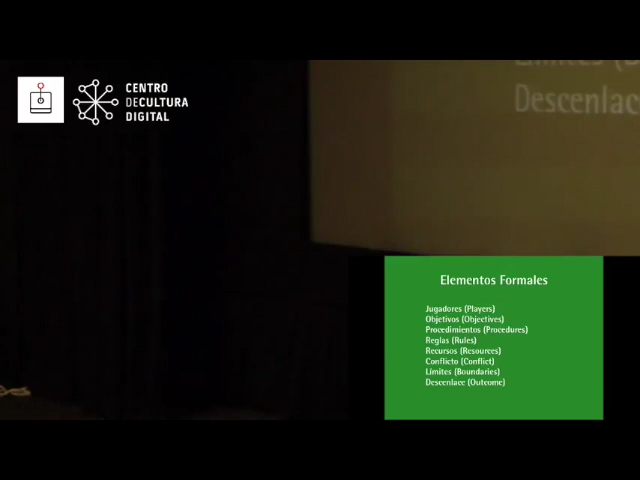 CENTRO
DECULTURA
DIGITAL
Descenlac
Elementos Formales
Jugadores (Players)
Objetivos (Objectives)
Procedimientos (Procedures)
Reglas (Rules)
Recursos (Resources)
Conflicto (Conflict)
Límites (Boundaries)
Descenlace (Outcome)